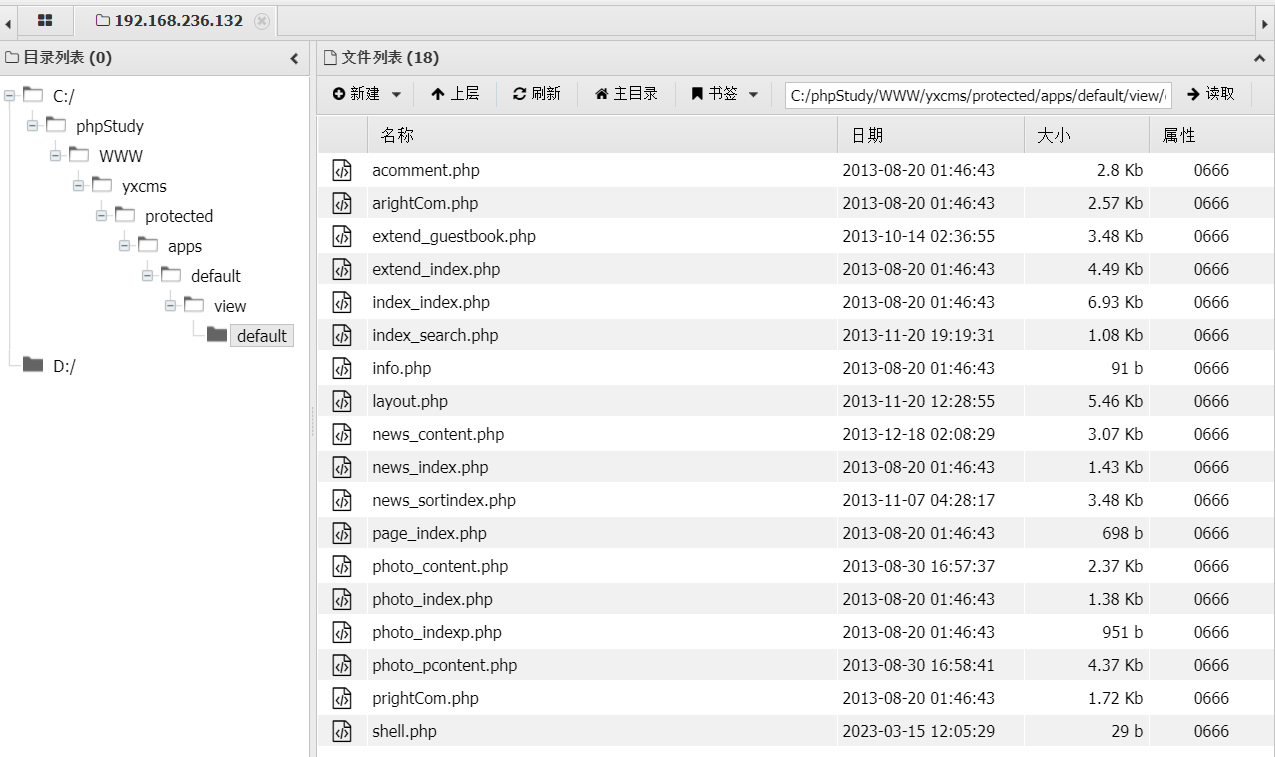 192.168.236.132
目录列表 (0)
文件列表 (18)
新建 上层 刷新 主目录 书签 C:/phpStudy/WWW/yxcms/protected/apps/default/view/ 读取
C:/
phpStudy
WWW
yxcms
protected
apps
default
view
default
D:/
名称 日期 大小 属性
acomment.php 2013-08-20 01:46:43 2.8 Kb 0666
arightCom.php 2013-08-20 01:46:43 2.57 Kb 0666
extend_guestbook.php 2013-10-14 02:36:55 3.48 Kb 0666
extend_index.php 2013-08-20 01:46:43 4.49 Kb 0666
index_index.php 2013-08-20 01:46:43 6.93 Kb 0666
index_search.php 2013-11-20 19:19:31 1.08 Kb 0666
info.php 2013-08-20 01:46:43 91 b 0666
layout.php 2013-11-20 12:28:55 5.46 Kb 0666
news_content.php 2013-12-18 02:08:29 3.07 Kb 0666
news_index.php 2013-08-20 01:46:43 1.43 Kb 0666
news_sortindex.php 2013-11-07 04:28:17 3.48 Kb 0666
page_index.php 2013-08-20 01:46:43 698 b 0666
photo_content.php 2013-08-30 16:57:37 2.37 Kb 0666
photo_index.php 2013-08-20 01:46:43 1.38 Kb 0666
photo_indexp.php 2013-08-20 01:46:43 951 b 0666
photo_pcontent.php 2013-08-30 16:58:41 4.37 Kb 0666
prightCom.php 2013-08-20 01:46:43 1.72 Kb 0666
shell.php 2023-03-15 12:05:29 29 b 0666